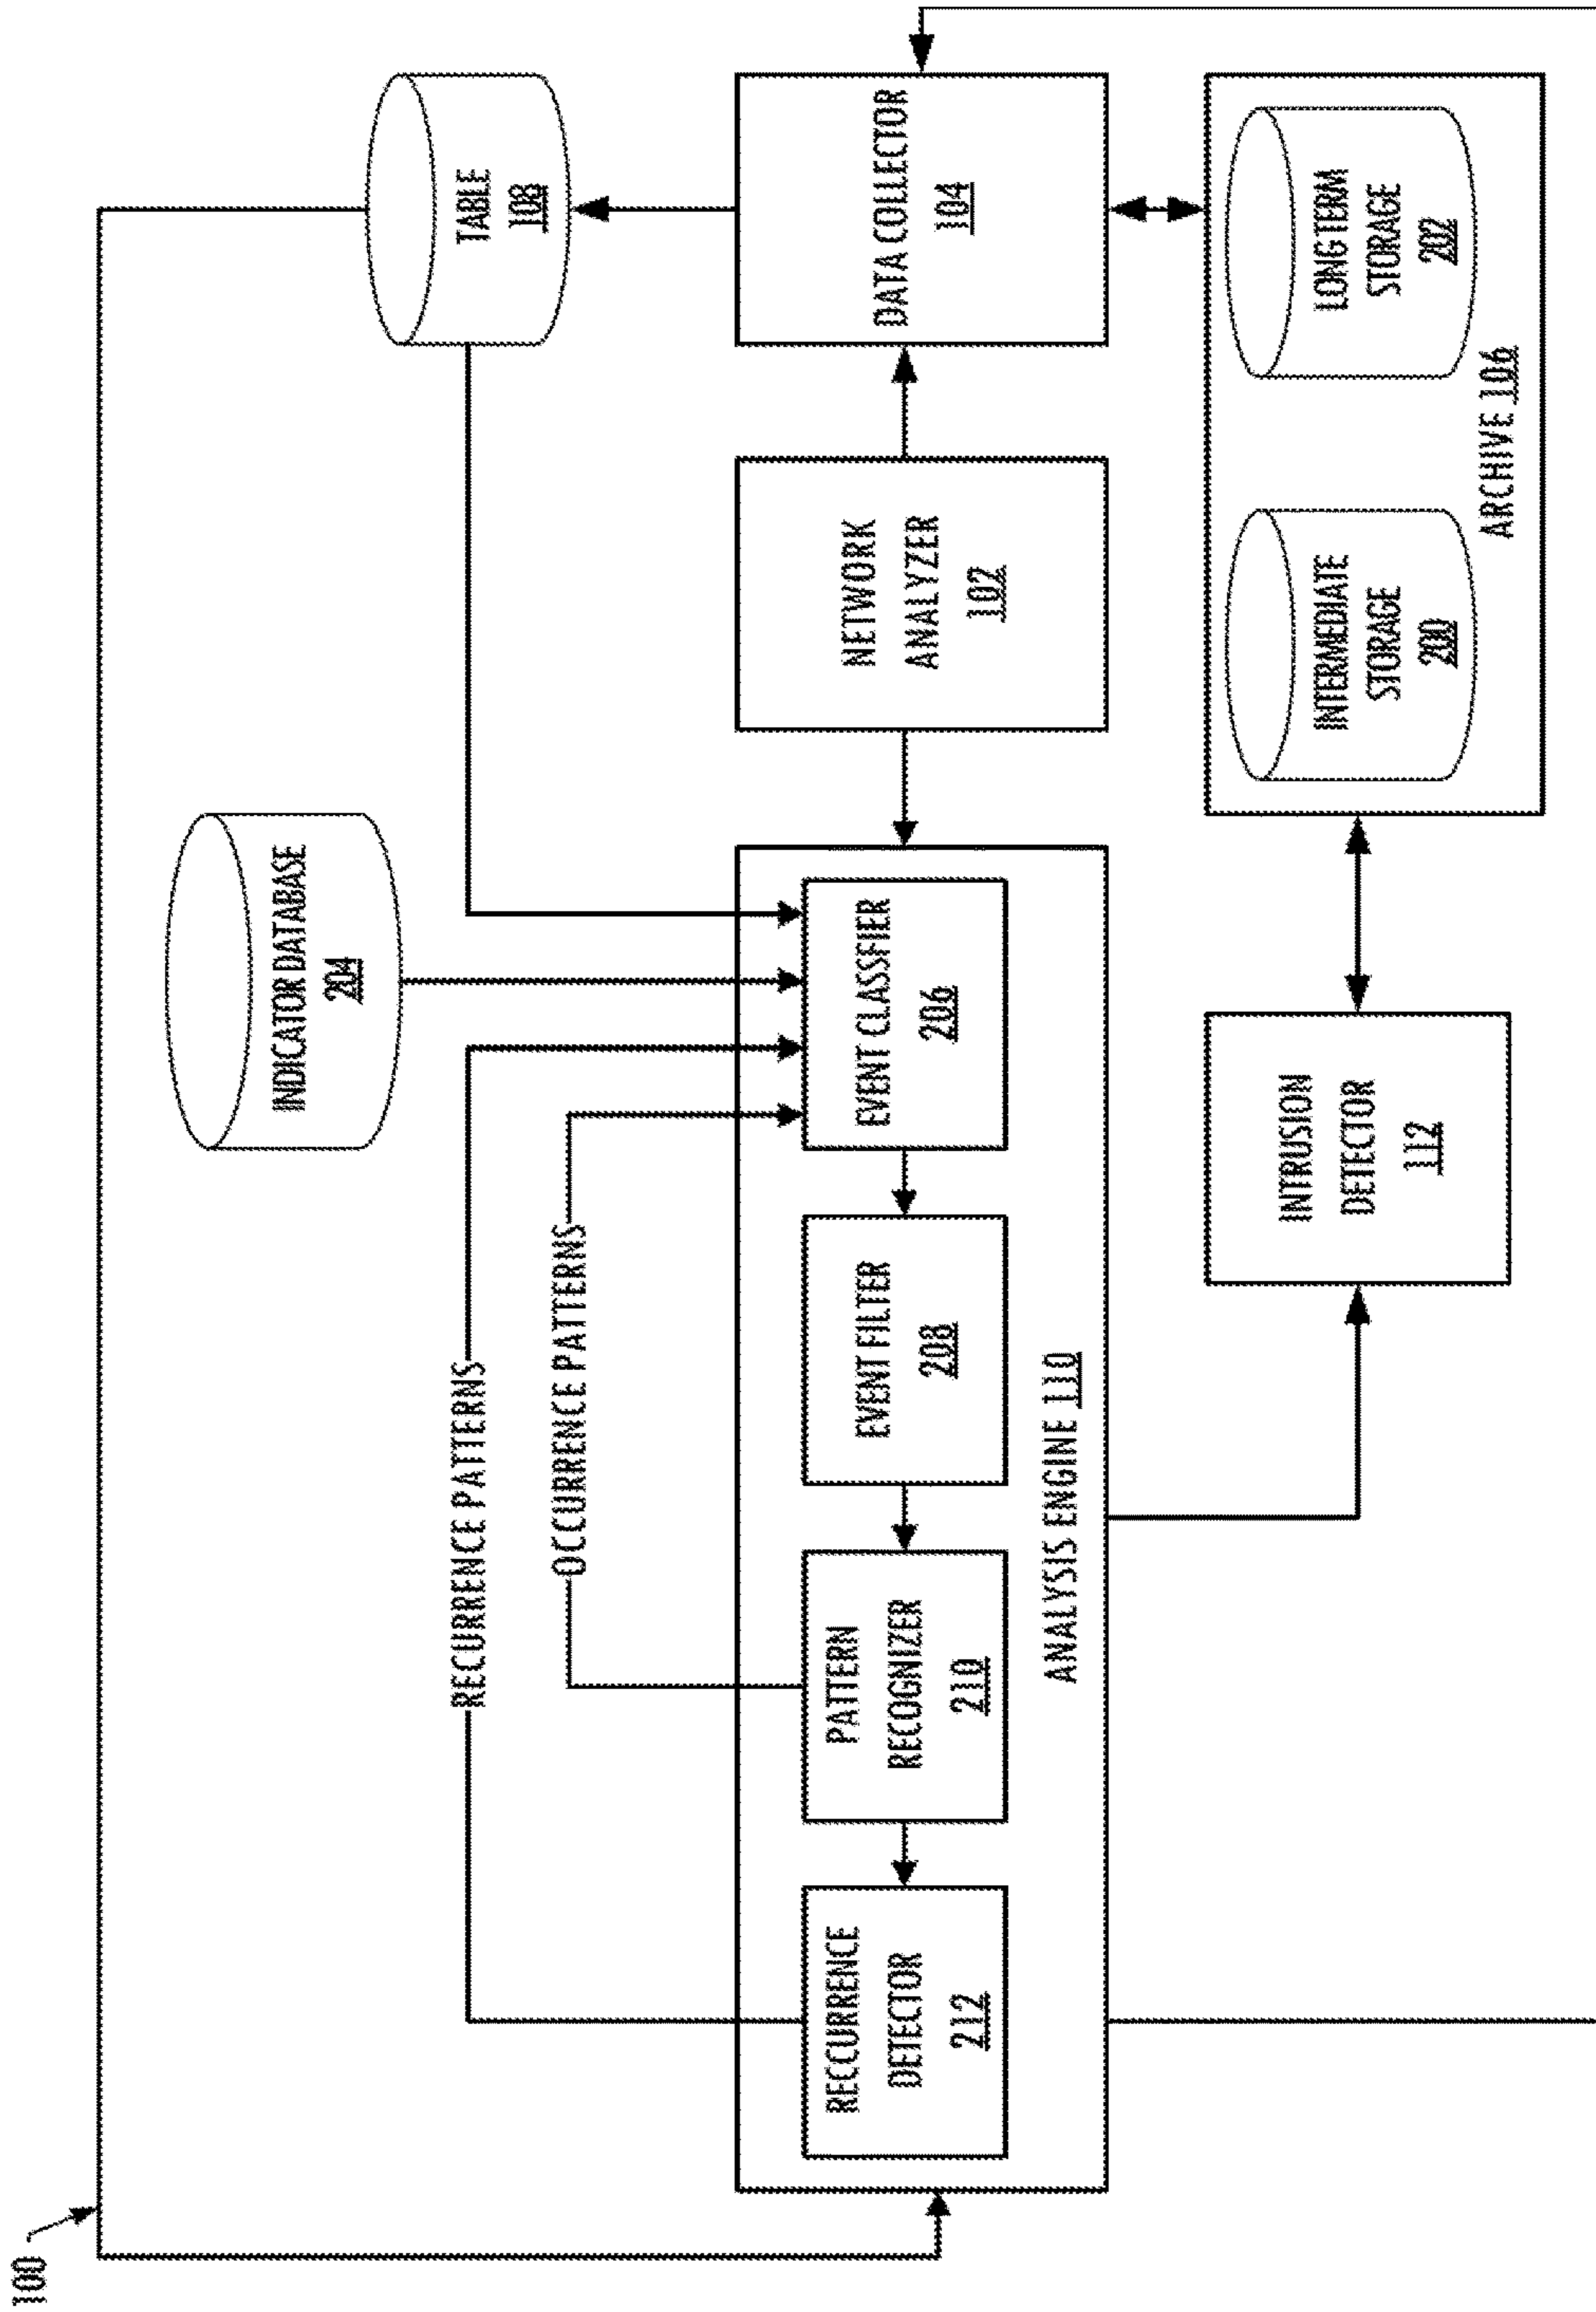 100
RECURRENCE PATTERNS
OCCURRENCE PATTERNS
INDICATOR DATABASE
204
TABLE
108
RECCURRENCE
DETECTOR
212
PATTERN
RECOGNIZER
210
EVENT FILTER
208
EVENT CLASSFIER
206
ANALYSIS ENGINE 110
NETWORK
ANALYZER
102
DATA COLLECTOR
104
INTRUSION
DETECTOR
112
INTERMEDIATE
STORAGE
200
LONG TERM
STORAGE
202
ARCHIVE 106